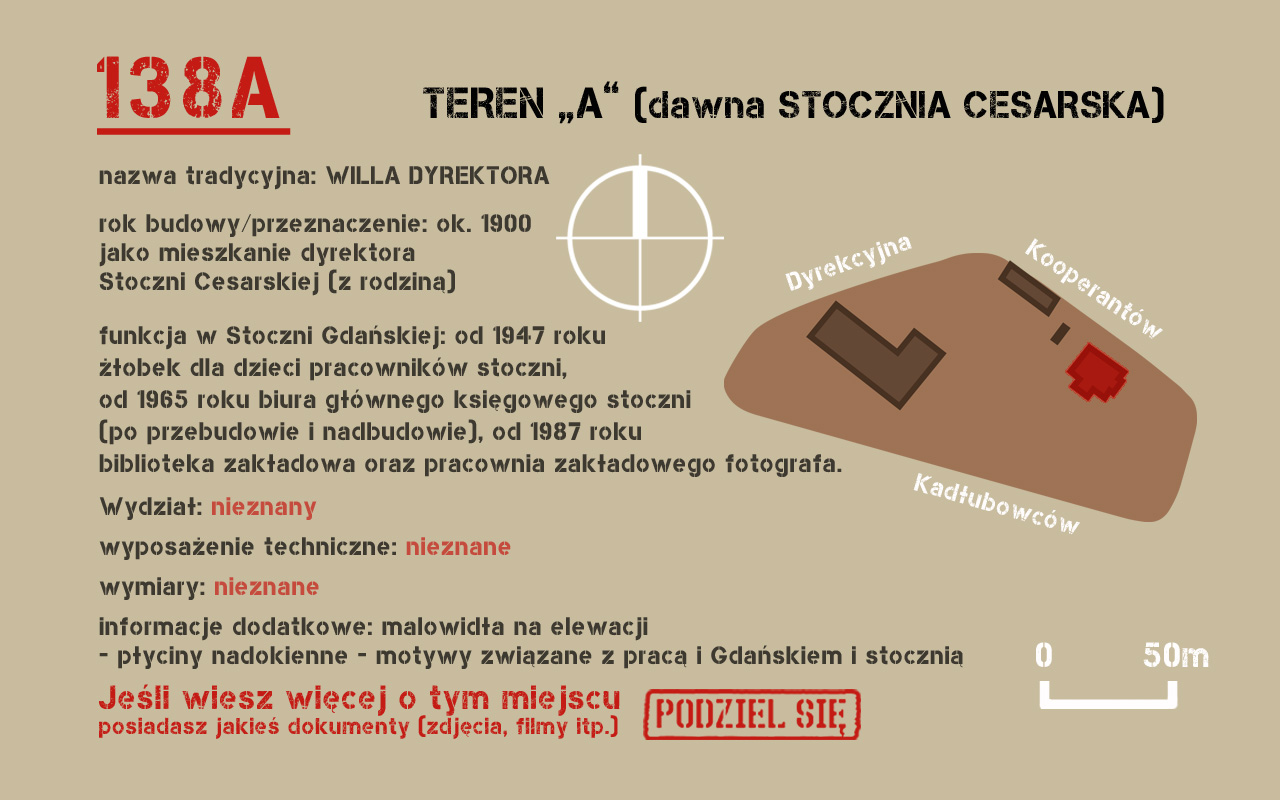 138A
TEREN „A“ (dawna STOCZNIA CESARSKA)
nazwa tradycyjna: WILLA DYREKTORA
rok budowy/przeznaczenie: ok. 1900
jako mieszkanie dyrektora
Stoczni Cesarskiej (z rodziną)
funkcja w Stoczni Gdańskiej: od 1947 roku
żłobek dla dzieci pracowników stoczni,
od 1965 roku biura głównego księgowego stoczni
(po przebudowie i nadbudowie), od 1987 roku
biblioteka zakładowa oraz pracownia zakładowego fotografa.
Wydział: nieznany
wyposażenie techniczne: nieznane
wymiary: nieznane
informacje dodatkowe: malowidła na elewacji
- płyciny nadokienne - motywy związane z pracą i Gdańskiem i stocznią
Jeśli wiesz więcej o tym miejscu
posiadasz jakieś dokumenty (zdjęcia, filmy itp.)
PODZIEL SIĘ
Dyrekcyjna
Kooperantów
Kadłubowców
0 50m